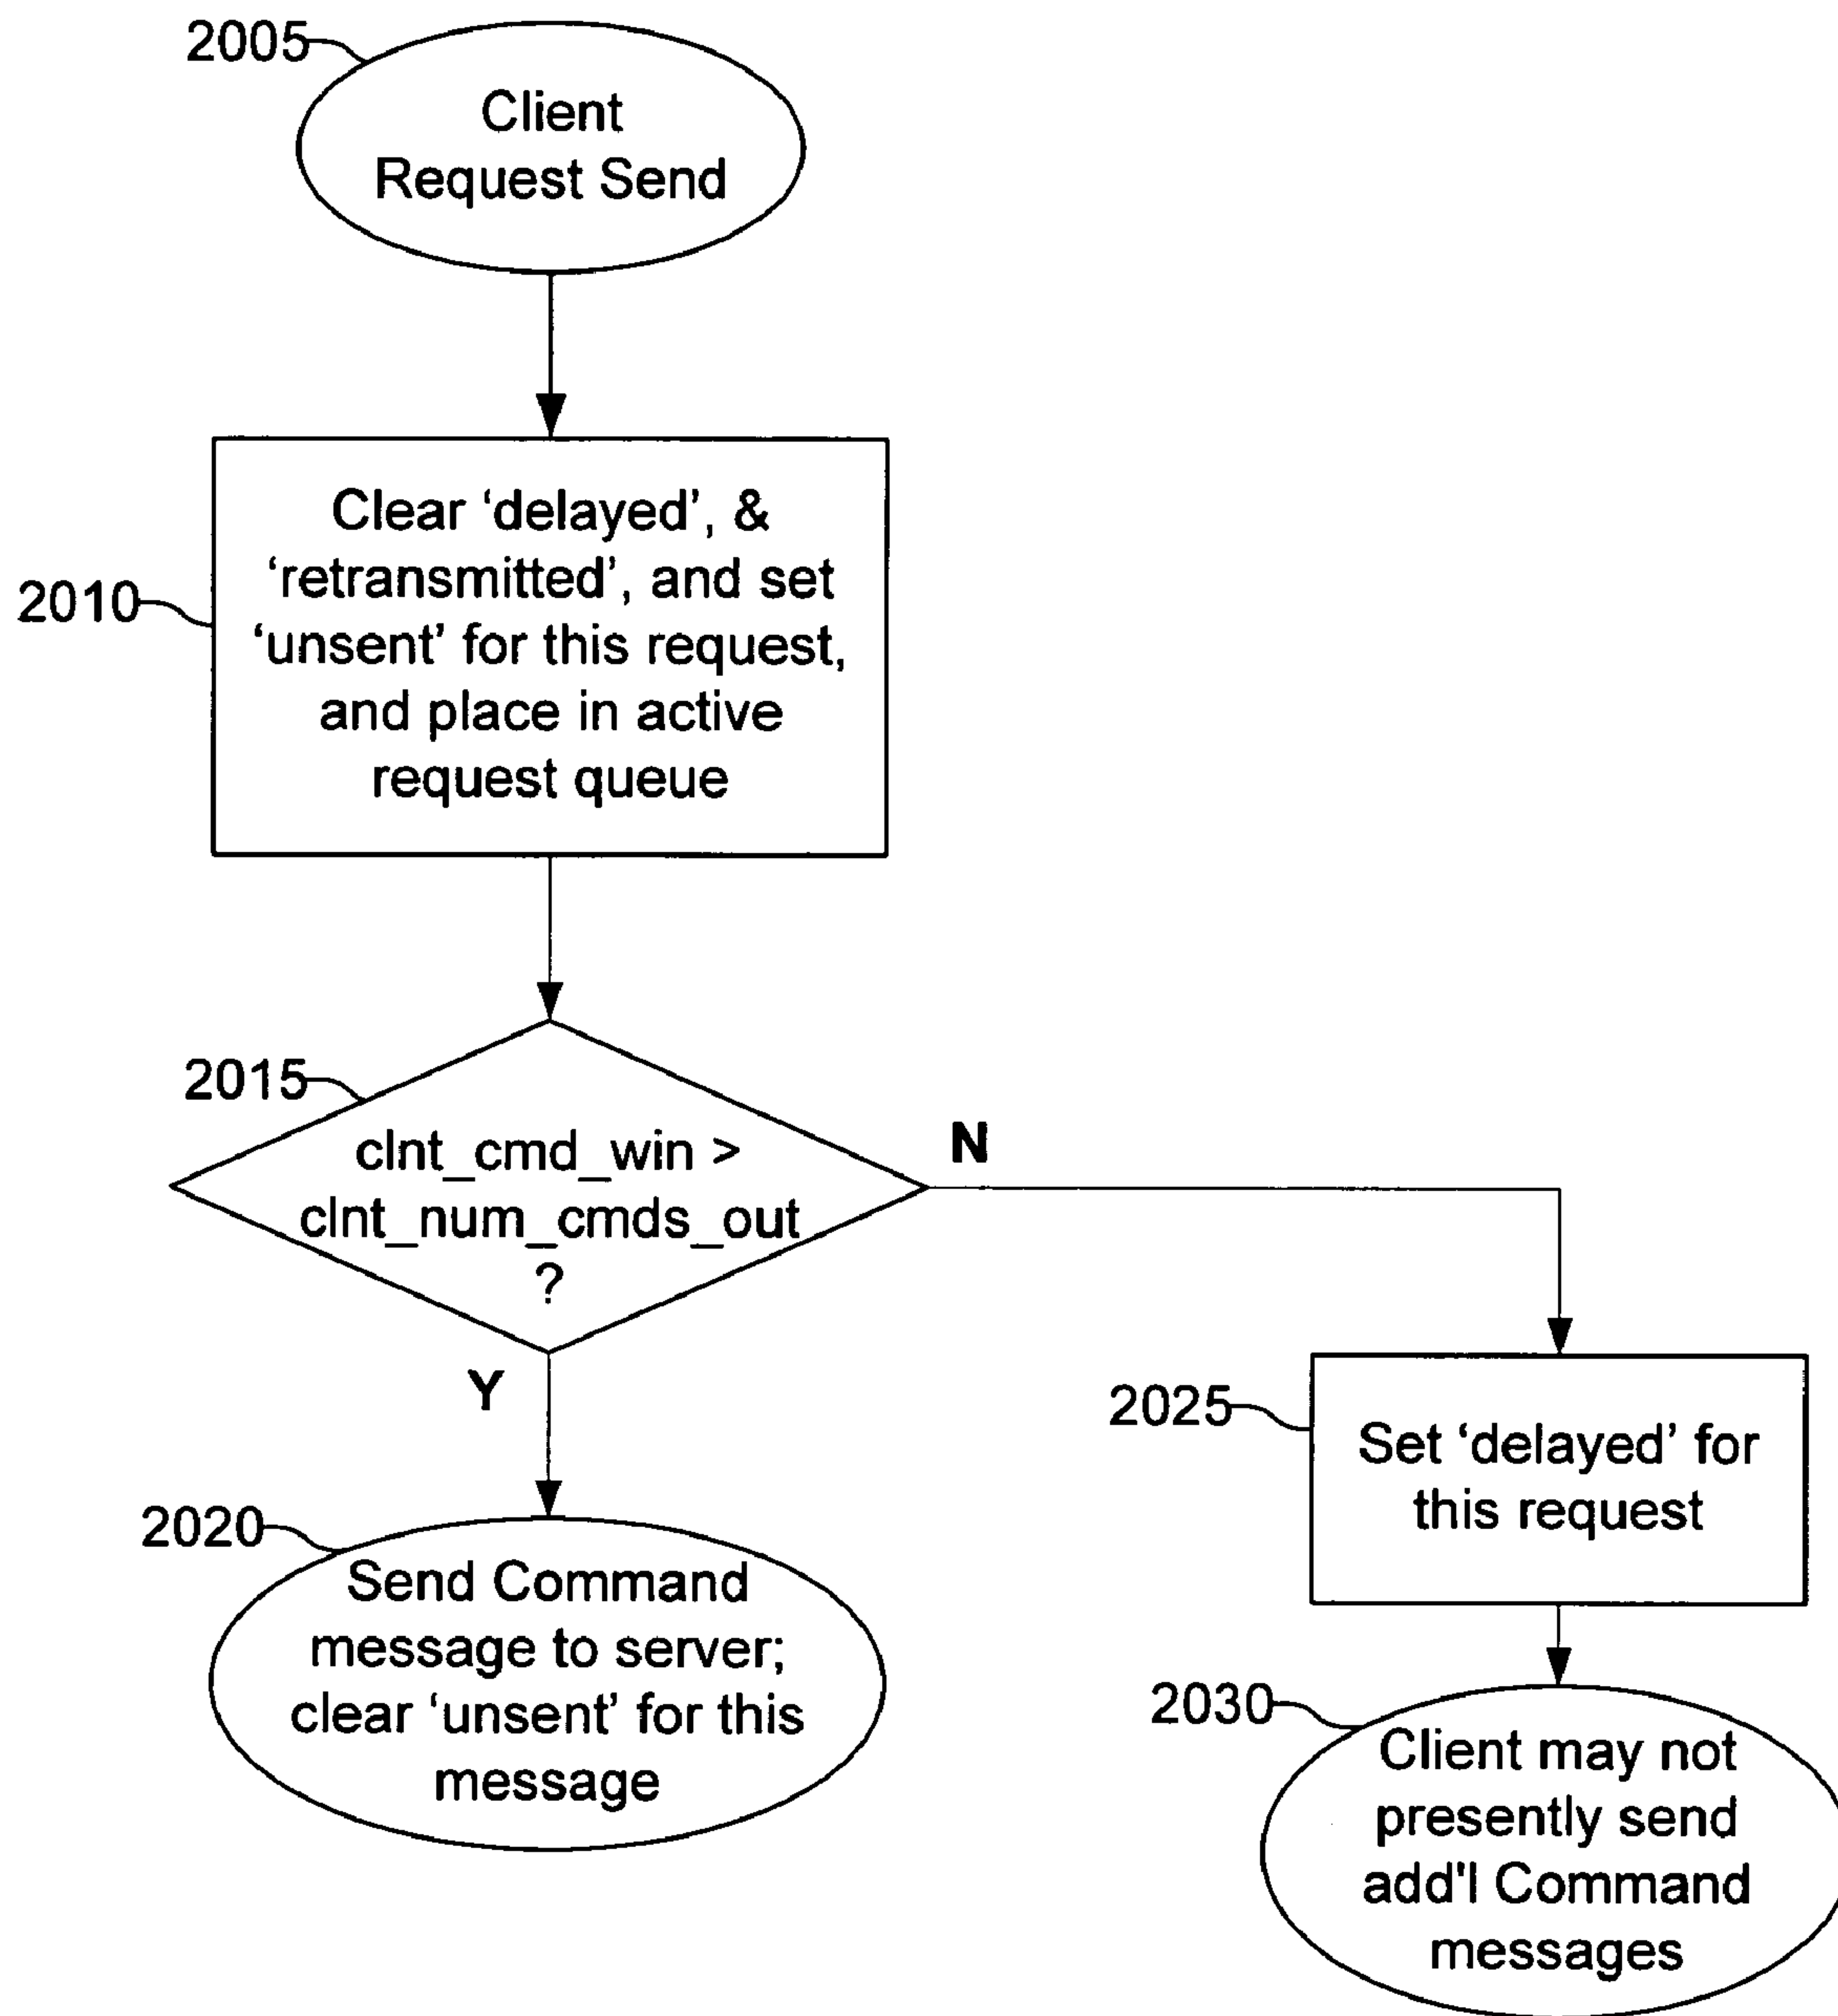 2005
Client
Request Send
2010
Clear ‘delayed’, &
‘retransmitted’, and set
‘unsent’ for this request,
and place in active
request queue
2015
clnt_cmd_win >
clnt_num_cmds_out
?
N
Y
2020
Send Command
message to server;
clear ‘unsent’ for this
message
2025
Set ‘delayed’ for
this request
2030
Client may not
presently send
add'l Command
messages